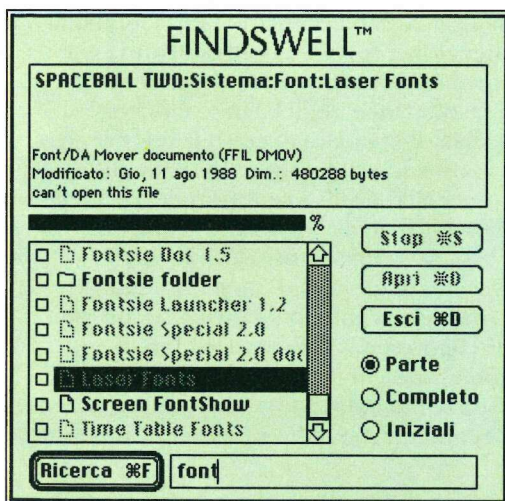 FINDSWELL™
SPACEBALL TWO:Sistema:Font:Laser Fonts
Font/DA Mover documento (FFIL DMOV)
Modificato: Gio, 11 ago 1988 Dim.: 480288 bytes
can't open this file
%
Fontsie Doc 1.5
Fontsie folder
Fontsie Launcher 1.2
Fontsie Special 2.0
Fontsie Special 2.0 doc
Laser Fonts
Screen FontShow
Time Table Fonts
Stop ⌘S
Apri ⌘O
Esci ⌘D
Parte
Completo
Iniziali
Ricerca ⌘F
font